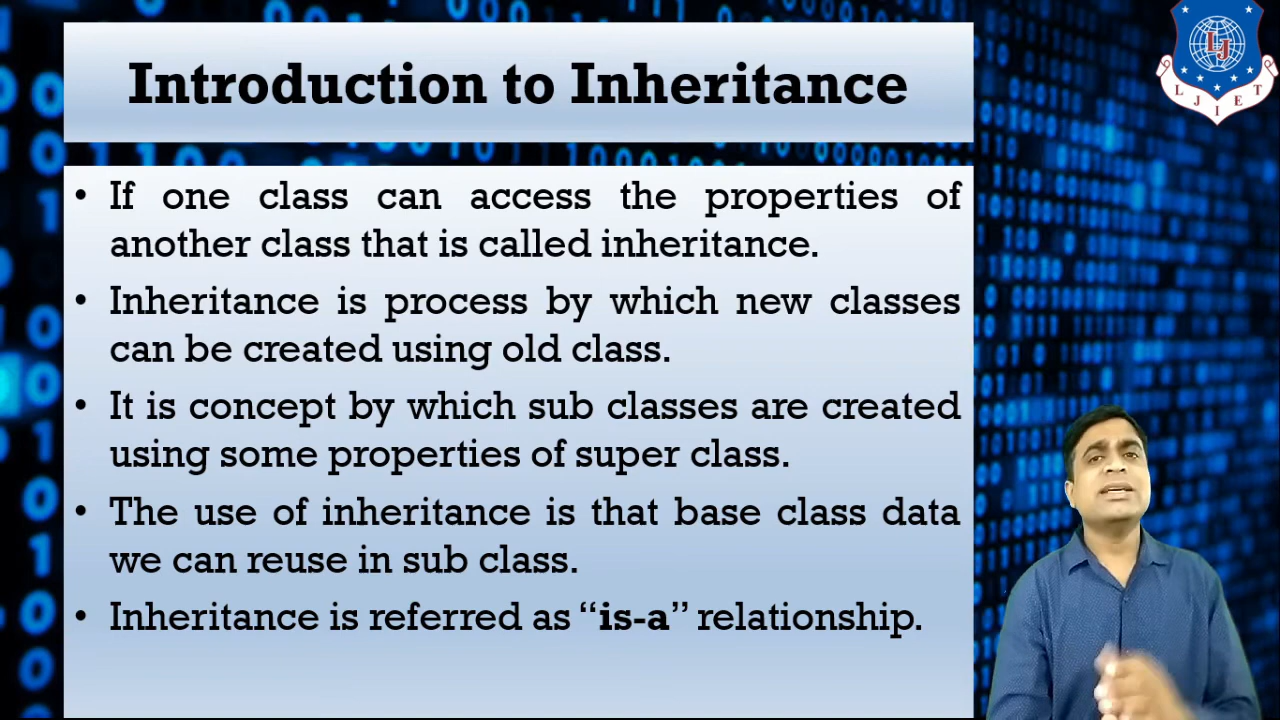 Introduction to Inheritance
• If one class can access the properties of
another class that is called inheritance.
• Inheritance is process by which new classes
can be created using old class.
• It is concept by which sub classes are created
using some properties of super class.
• The use of inheritance is that base class data
we can reuse in sub class.
• Inheritance is referred as “is-a” relationship.
LJ
LJIET